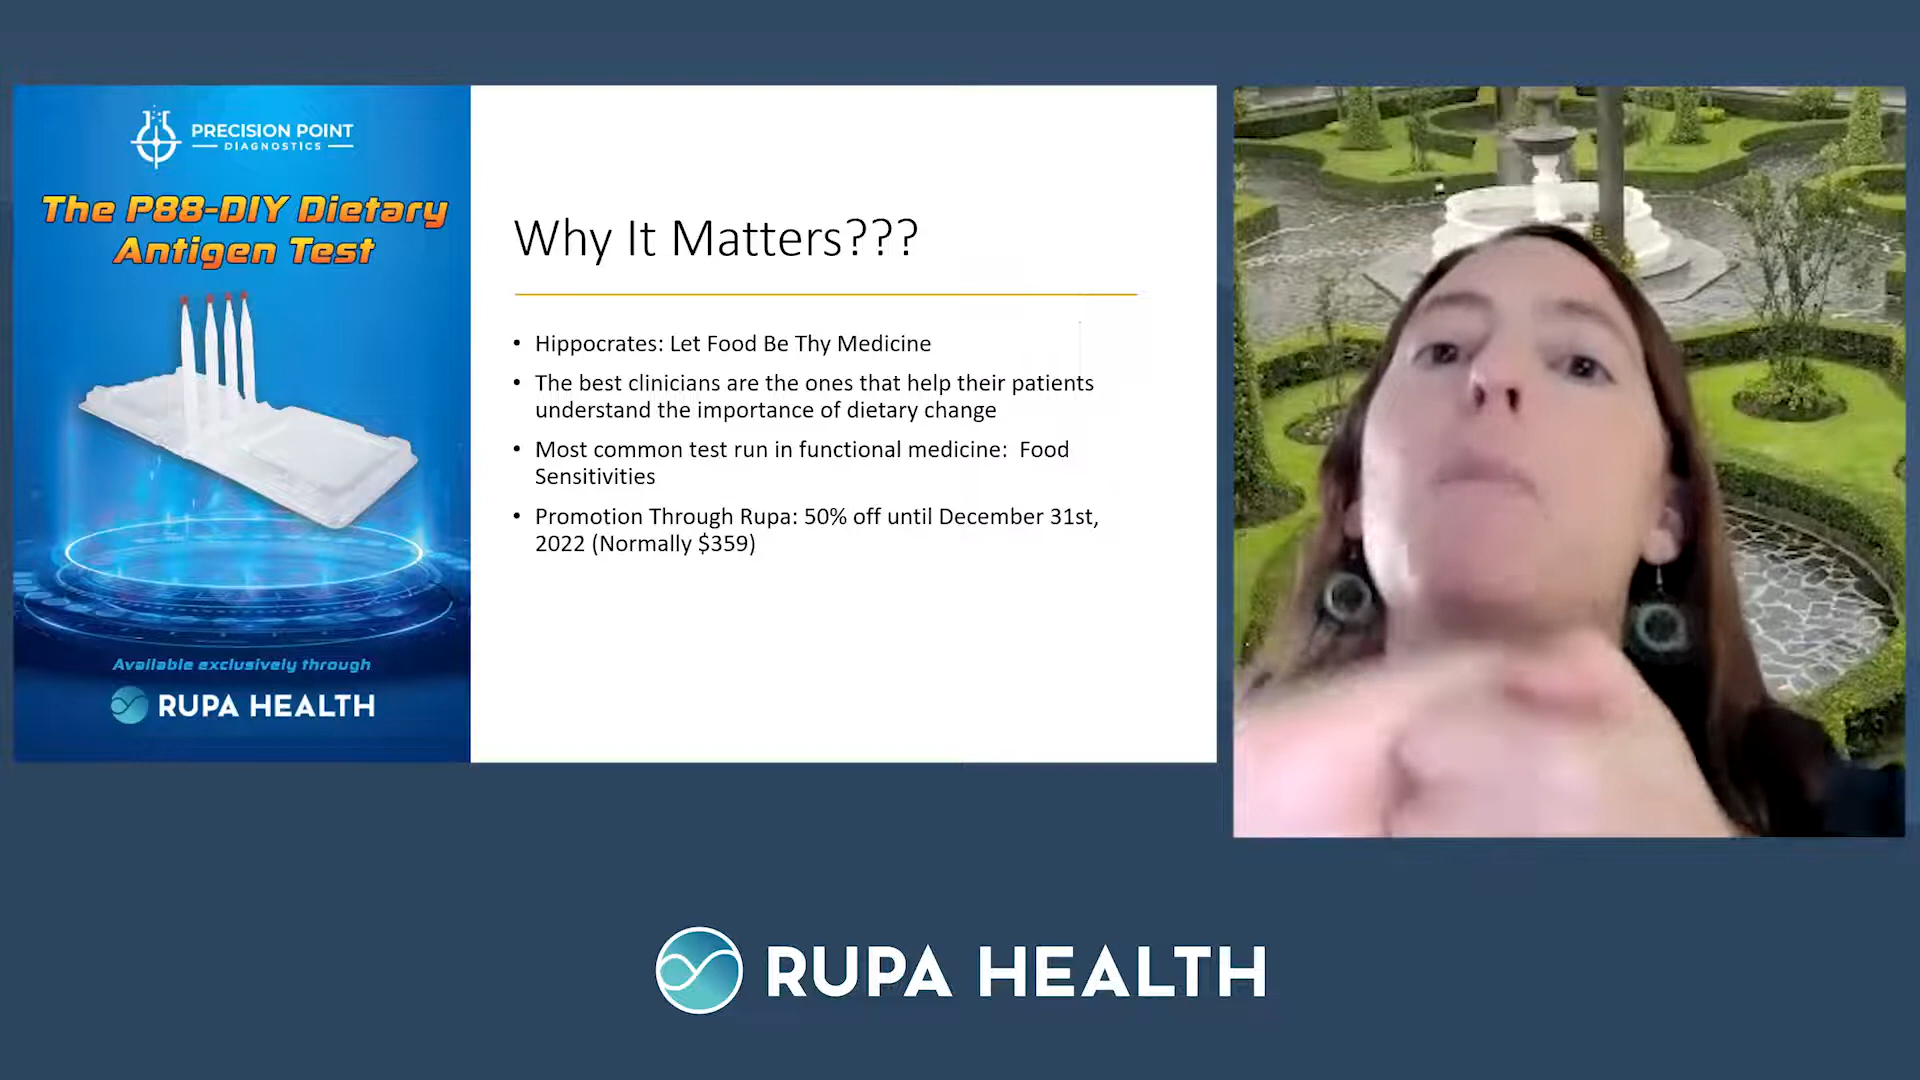 PRECISION POINT
DIAGNOSTICS
The P88-DIY Dietary
Antigen Test
Available exclusively through
RUPA HEALTH
Why It Matters???
• Hippocrates: Let Food Be Thy Medicine
• The best clinicians are the ones that help their patients
understand the importance of dietary change
• Most common test run in functional medicine: Food
Sensitivities
• Promotion Through Rupa: 50% off until December 31st,
2022 (Normally $359)
RUPA HEALTH